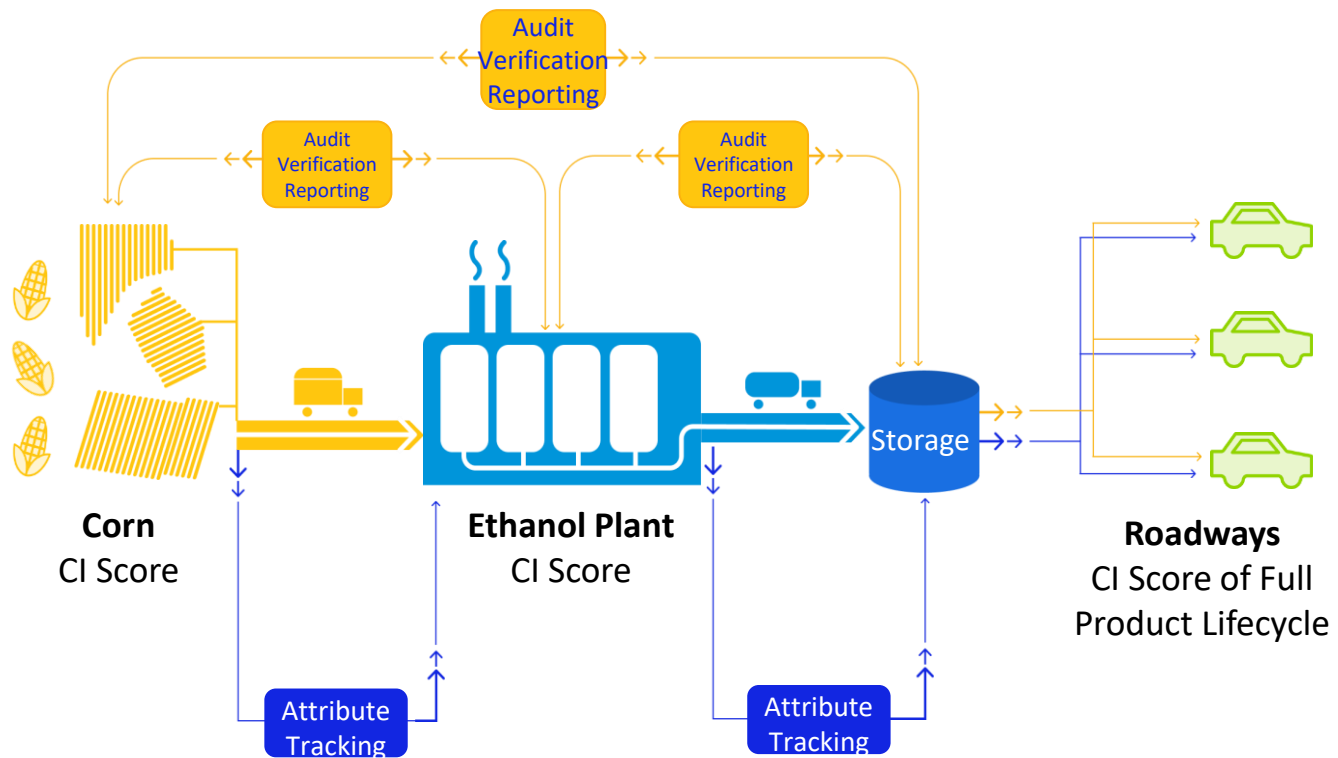 Audit
Verification
Reporting
Audit
Verification
Reporting
Audit
Verification
Reporting
Storage
Corn
CI Score
Ethanol Plant
CI Score
Roadways
CI Score of Full
Product Lifecycle
Attribute
Tracking
Attribute
Tracking